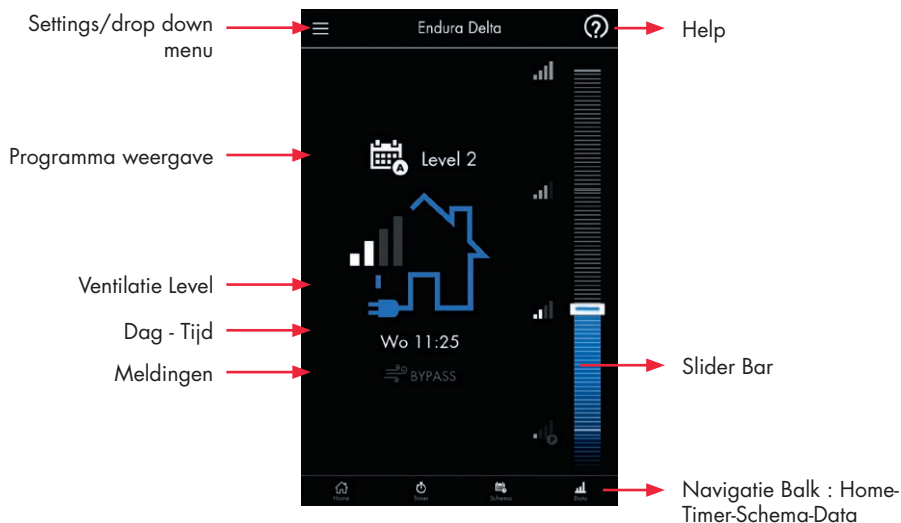 Settings/drop down
menu
Endura Delta
?
Help
Programma weergave
A Level 2
Ventilatie Level
Dag - Tijd
Wo 11:25
Meldingen
BYPASS
Slider Bar
P
Home
Timer
Schema
Data
Navigatie Balk : Home-
Timer-Schema-Data